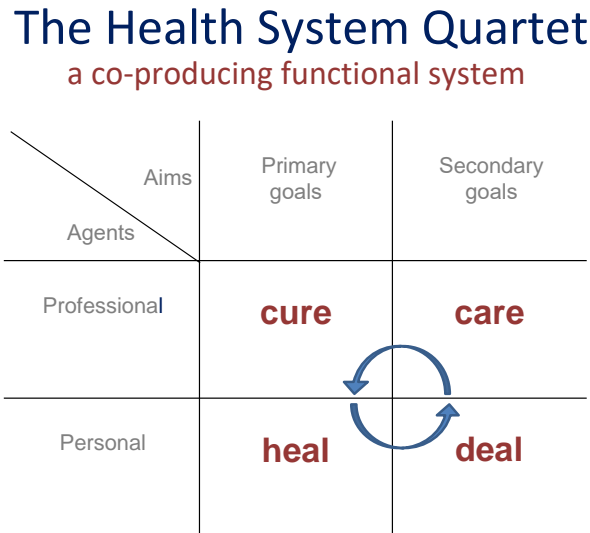 The Health System Quartet
a co-producing functional system
Aims
Primary
goals
Secondary
goals
Agents
Professional
cure
care
Personal
heal
deal